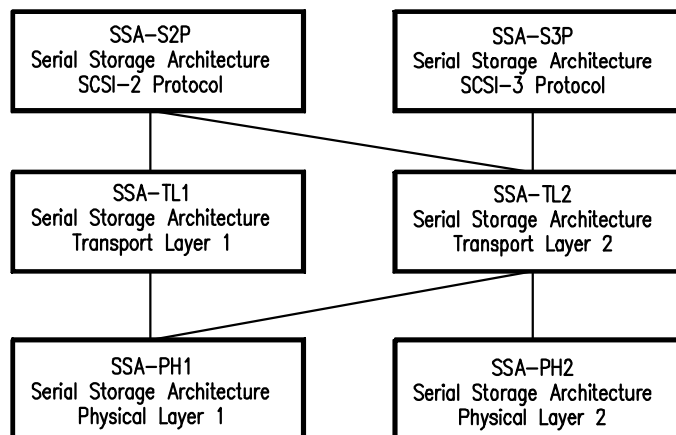 SSA-S2P
Serial Storage Architecture
SCSI-2 Protocol
SSA-S3P
Serial Storage Architecture
SCSI-3 Protocol
SSA-TL1
Serial Storage Architecture
Transport Layer 1
SSA-TL2
Serial Storage Architecture
Transport Layer 2
SSA-PH1
Serial Storage Architecture
Physical Layer 1
SSA-PH2
Serial Storage Architecture
Physical Layer 2